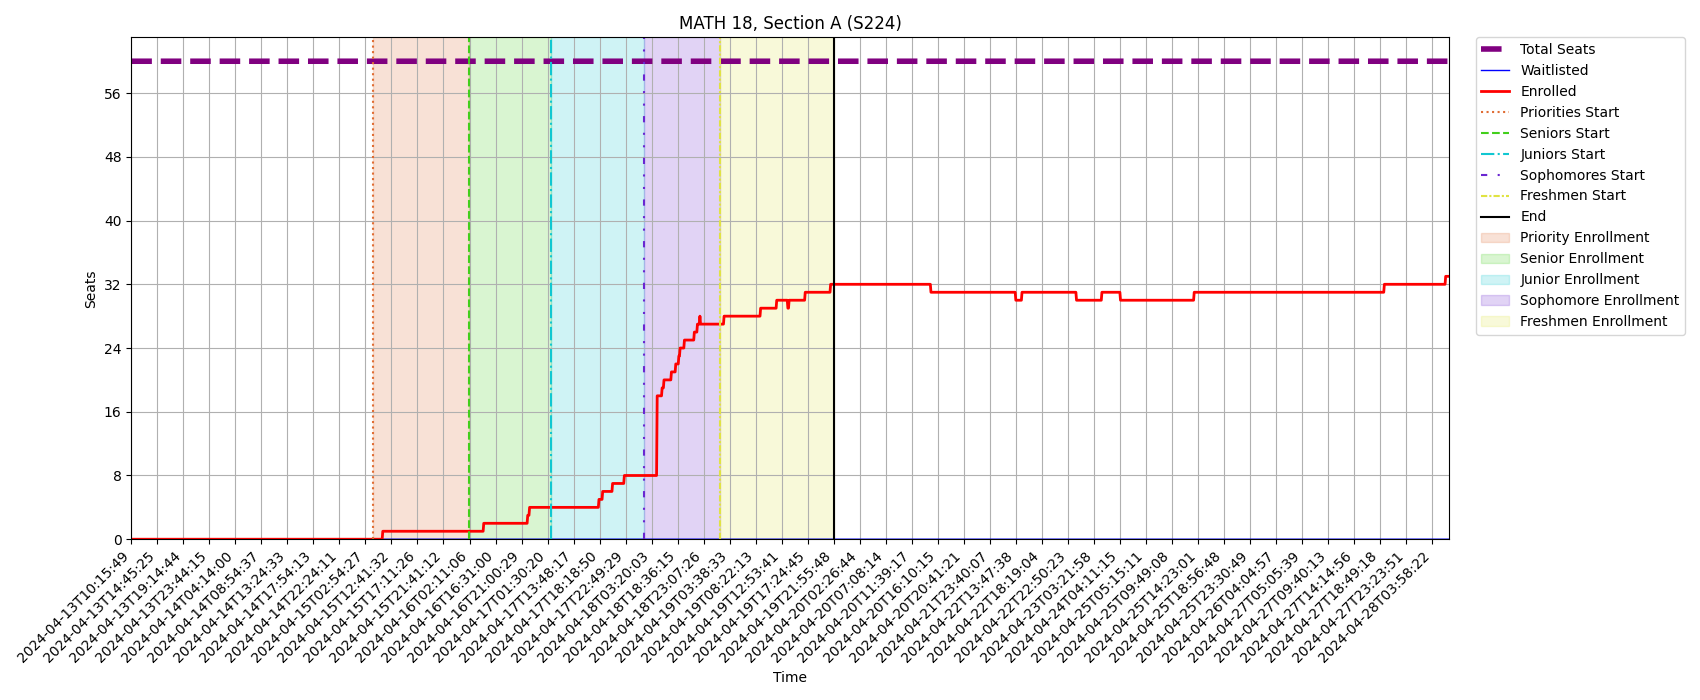 MATH 18, Section A (S224)
Seats
56
48
40
32
24
16
8
0
2024-04-13T10:15:49
2024-04-13T14:45:25
2024-04-13T19:14:44
2024-04-13T23:44:15
2024-04-14T04:14:00
2024-04-14T08:54:37
2024-04-14T13:24:33
2024-04-14T17:54:13
2024-04-14T22:24:11
2024-04-15T02:54:27
2024-04-15T12:41:32
2024-04-15T17:11:26
2024-04-15T21:41:12
2024-04-16T02:11:06
2024-04-16T16:31:00
2024-04-16T21:00:29
2024-04-17T01:30:20
2024-04-17T13:48:17
2024-04-17T18:18:50
2024-04-17T22:49:29
2024-04-18T03:20:03
2024-04-18T18:36:15
2024-04-18T23:07:26
2024-04-19T03:38:33
2024-04-19T08:22:13
2024-04-19T12:53:41
2024-04-19T17:24:45
2024-04-19T21:55:48
2024-04-20T02:26:44
2024-04-20T07:08:14
2024-04-20T11:39:17
2024-04-20T16:10:15
2024-04-20T20:41:21
2024-04-21T23:40:07
2024-04-22T13:47:38
2024-04-22T18:19:04
2024-04-22T22:50:23
2024-04-23T03:21:58
2024-04-24T04:11:15
2024-04-25T05:15:11
2024-04-25T09:49:08
2024-04-25T14:23:01
2024-04-25T18:56:48
2024-04-25T23:30:49
2024-04-26T04:04:57
2024-04-27T05:05:39
2024-04-27T09:40:13
2024-04-27T14:14:56
2024-04-27T18:49:18
2024-04-27T23:23:51
2024-04-28T03:58:22
Time
Total Seats
Waitlisted
Enrolled
Priorities Start
Seniors Start
Juniors Start
Sophomores Start
Freshmen Start
End
Priority Enrollment
Senior Enrollment
Junior Enrollment
Sophomore Enrollment
Freshmen Enrollment